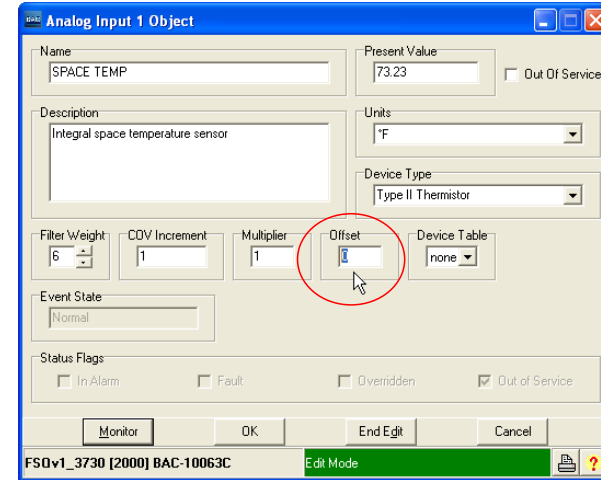 Analog Input 1 Object
Name
SPACE TEMP
Present Value
73.23
Out Of Service
Description
Integral space temperature sensor
Units
°F
Device Type
Type II Thermistor
Filter Weight
6
COV Increment
1
Multiplier
1
Offset
0
Device Table
none
Event State
Normal
Status Flags
In Alarm
Fault
Overridden
Out of Service
Monitor
OK
End Edit
Cancel
FSQv1_3730 [2000] BAC-10063C
Edit Mode
?